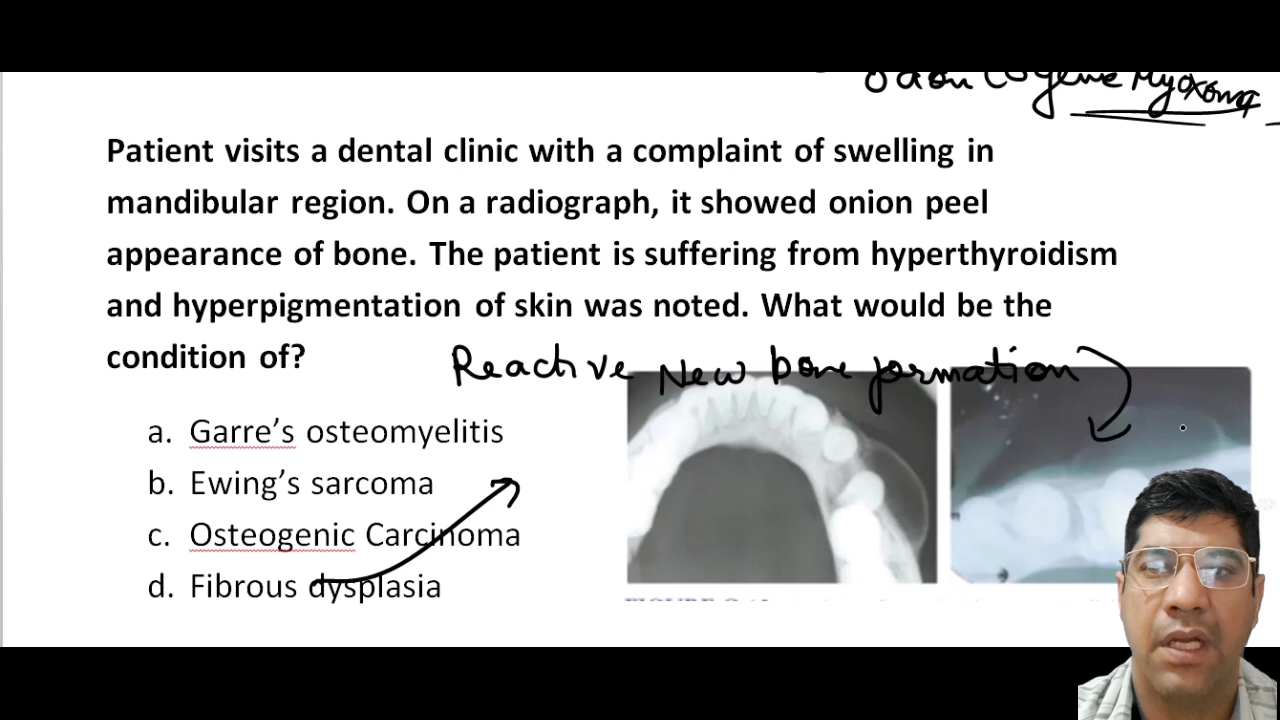 Myxoma
Patient visits a dental clinic with a complaint of swelling in
mandibular region. On a radiograph, it showed onion peel
appearance of bone. The patient is suffering from hyperthyroidism
and hyperpigmentation of skin was noted. What would be the
condition of?
Reactive New bone formation
a. Garre’s osteomyelitis
b. Ewing’s sarcoma
c. Osteogenic Carcinoma
d. Fibrous dysplasia